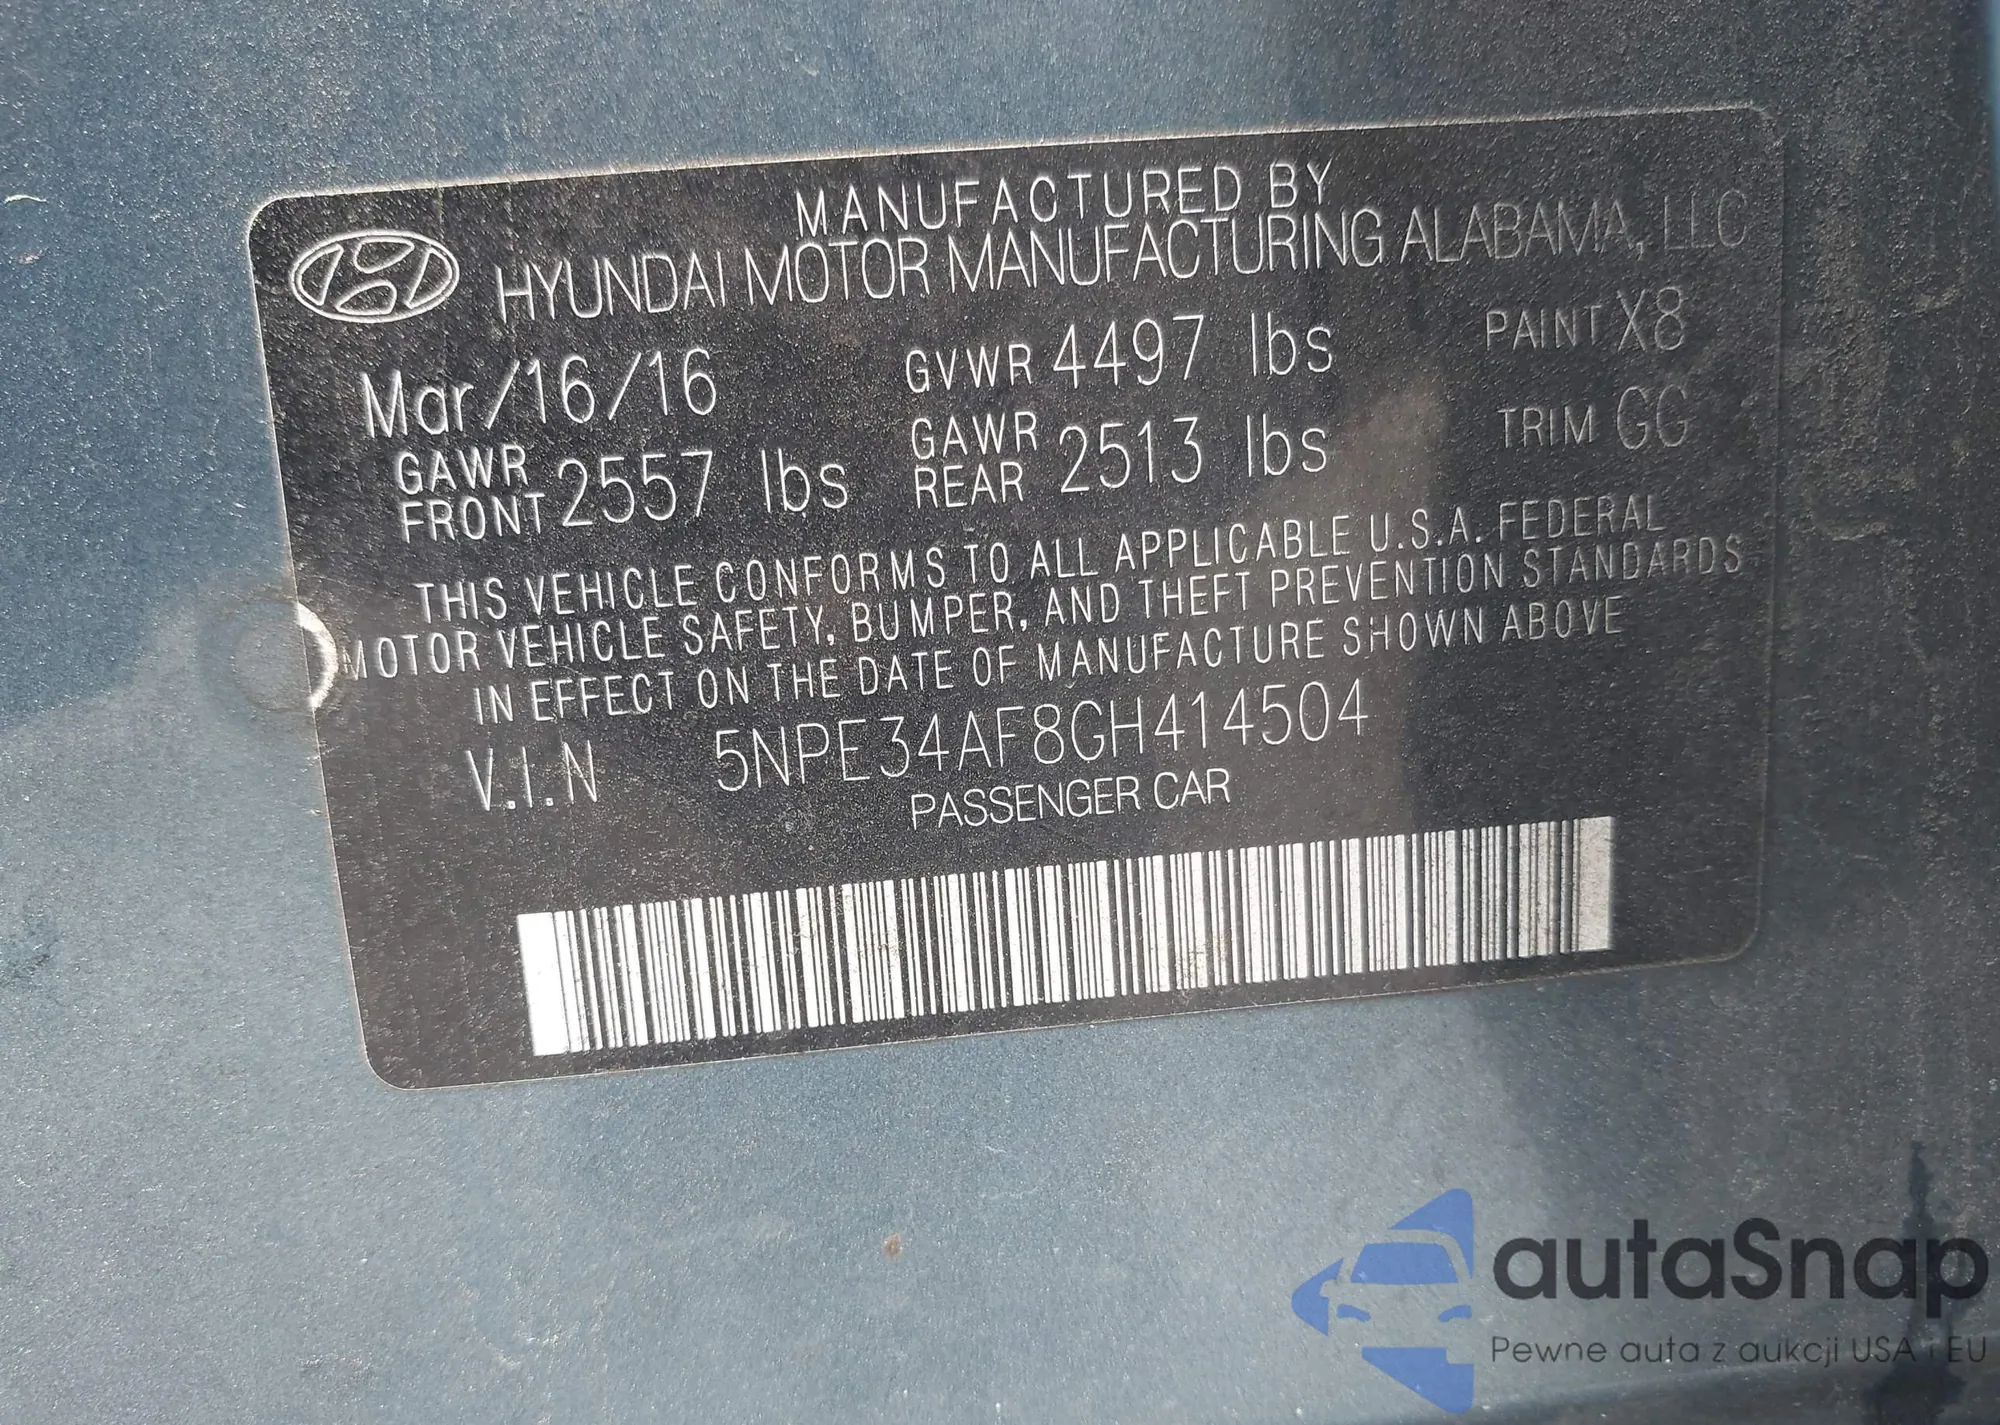 MANUFACTURED BY
HYUNDAI MOTOR MANUFACTURING ALABAMA, LLC
Mar/16/16 GVWR 4497 lbs PAINT X8
GAWR FRONT 2557 lbs GAWR REAR 2513 lbs TRIM GG
THIS VEHICLE CONFORMS TO ALL APPLICABLE U.S.A. FEDERAL
MOTOR VEHICLE SAFETY, BUMPER, AND THEFT PREVENTION STANDARDS
IN EFFECT ON THE DATE OF MANUFACTURE SHOWN ABOVE
V.I.N 5NPE34AF8GH414504
PASSENGER CAR
autaSnap
Pewne auta z aukcji USA i EU